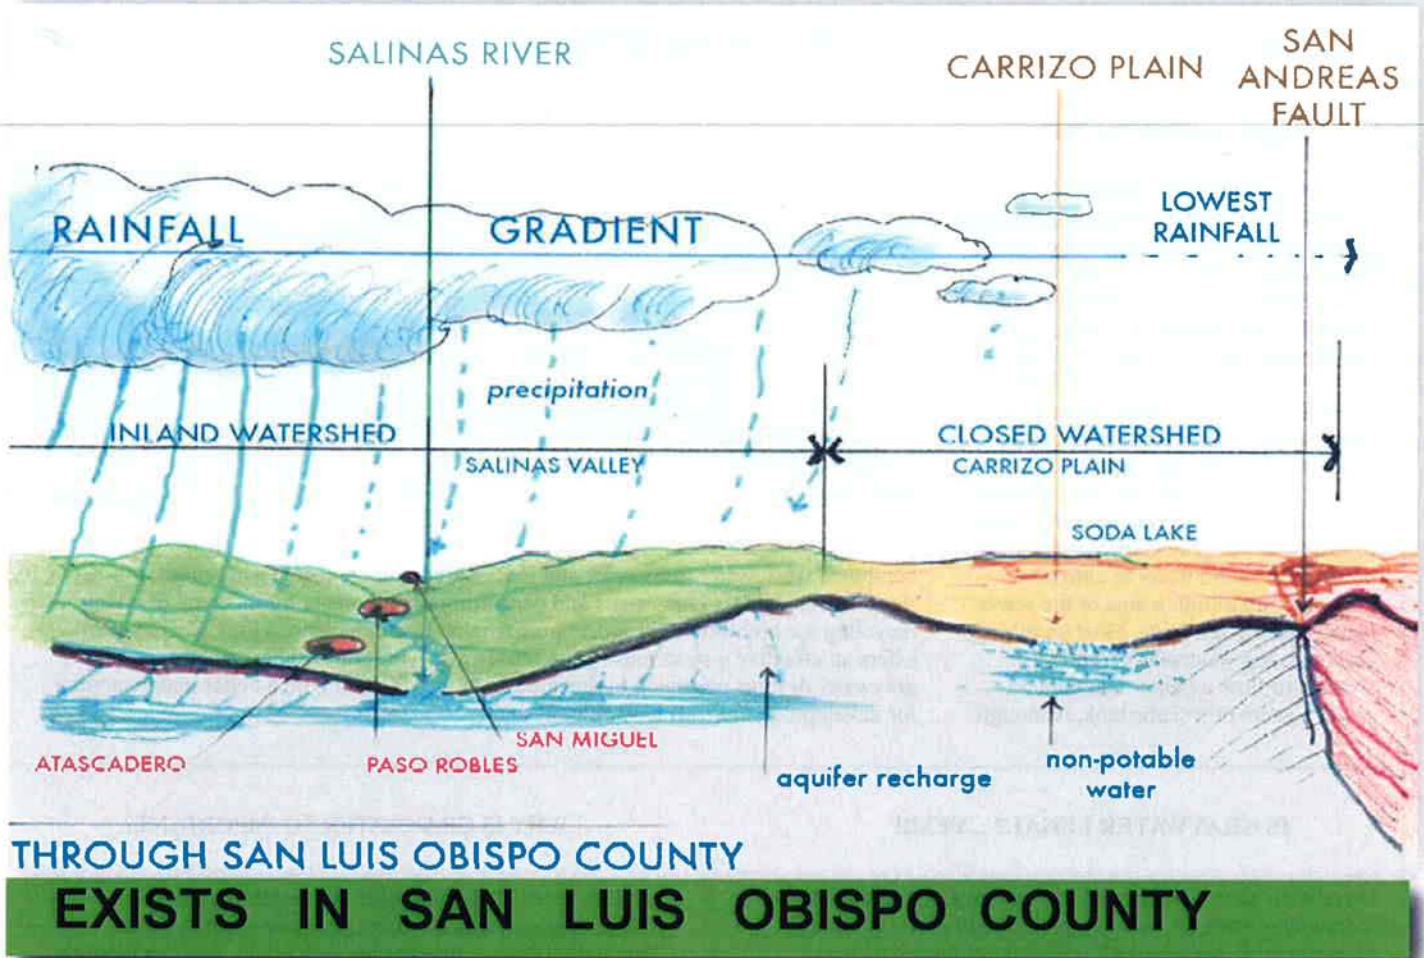 SALINAS RIVER
CARRIZO PLAIN
SAN
ANDREAS
FAULT
RAINFALL GRADIENT
LOWEST
RAINFALL
precipitation
INLAND WATERSHED
SALINAS VALLEY
CLOSED WATERSHED
CARRIZO PLAIN
SODA LAKE
ATASCADERO
PASO ROBLES
SAN MIGUEL
aquifer recharge
non-potable
water
THROUGH SAN LUIS OBISPO COUNTY
EXISTS IN SAN LUIS OBISPO COUNTY